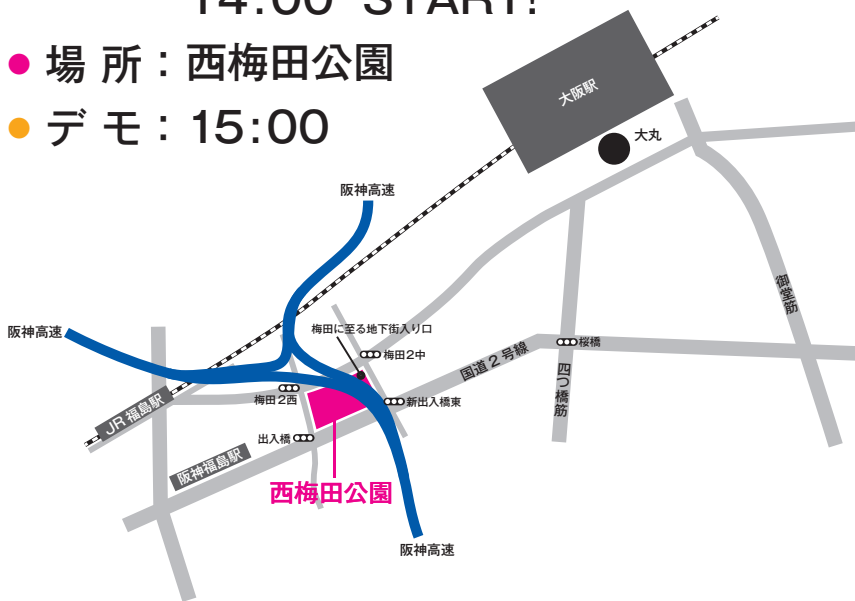 14:00 START!
● 場 所：西梅田公園
● デ モ：15:00
大阪駅
大丸
阪神高速
御堂筋
阪神高速
梅田に至る地下街入り口
梅田2中
国道2号線
桜橋
四つ橋筋
JR福島駅
梅田2西
新出入橋東
出入橋
阪神福島駅
西梅田公園
阪神高速